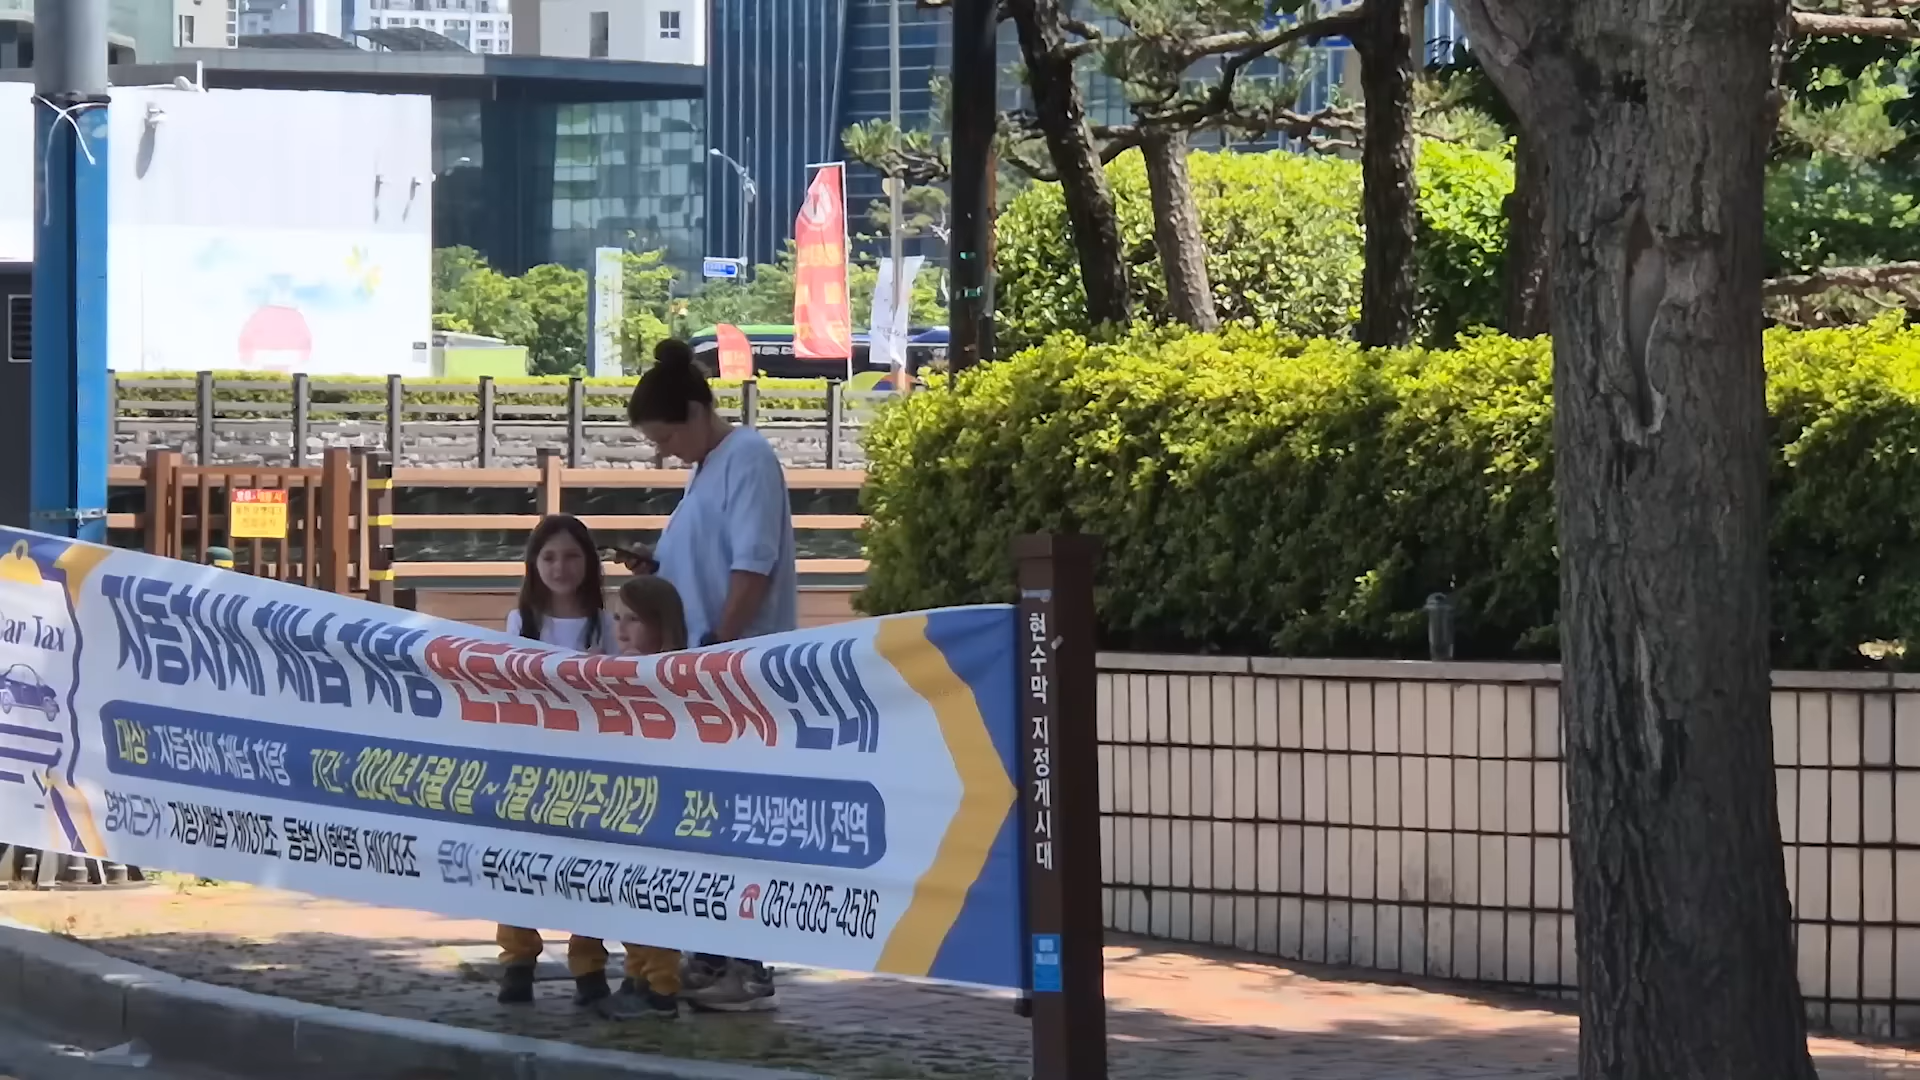 Car Tax
자동차세 체납 차량 번호판 합동 영치 안내
대상 : 자동차세 체납 차량 기간 : 2024년 5월 1일 ~ 5월 31일(주·야간) 장소 : 부산광역시 전역
영치근거 : 지방세법 제131조, 동법시행령 제128조 문의 : 부산진구 세무2과 체납정리 담당 ☎ 051-605-4516
현수막 지정게시대